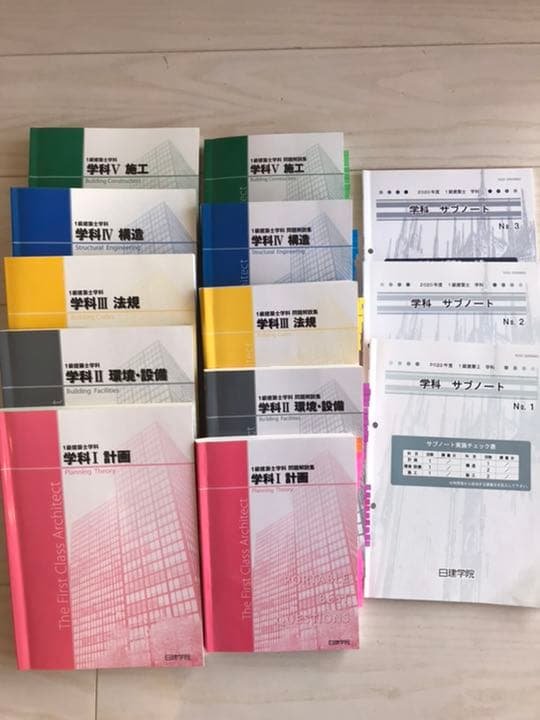 1級建築士学科
学科Ⅴ 施工
Building Construction
1級建築士学科
学科Ⅳ 構造
Structural Engineering
1級建築士学科
学科Ⅲ 法規
Building Codes
1級建築士学科
学科Ⅱ 環境・設備
Building Facilities
1級建築士学科
学科Ⅰ 計画
Planning Theory
The First Class Architect
日建学院
1級建築士学科 問題解説集
学科Ⅴ 施工
Building Construction
1級建築士学科 問題解説集
学科Ⅳ 構造
Structural Engineering
1級建築士学科 問題解説集
学科Ⅲ 法規
1級建築士学科 問題解説集
学科Ⅱ 環境・設備
Building Facilities
1級建築士学科 問題解説集
学科Ⅰ 計画
Planning Theory
The First Class Architect
QUESTIONS
日建学院
2020年度 1級建築士 学科
学科 サブノート
No. 3
2020年度 1級建築士 学科
学科 サブノート
No. 2
2020年度 1級建築士 学科
学科 サブノート
No. 1
サブノート実施チェック表
日建学院